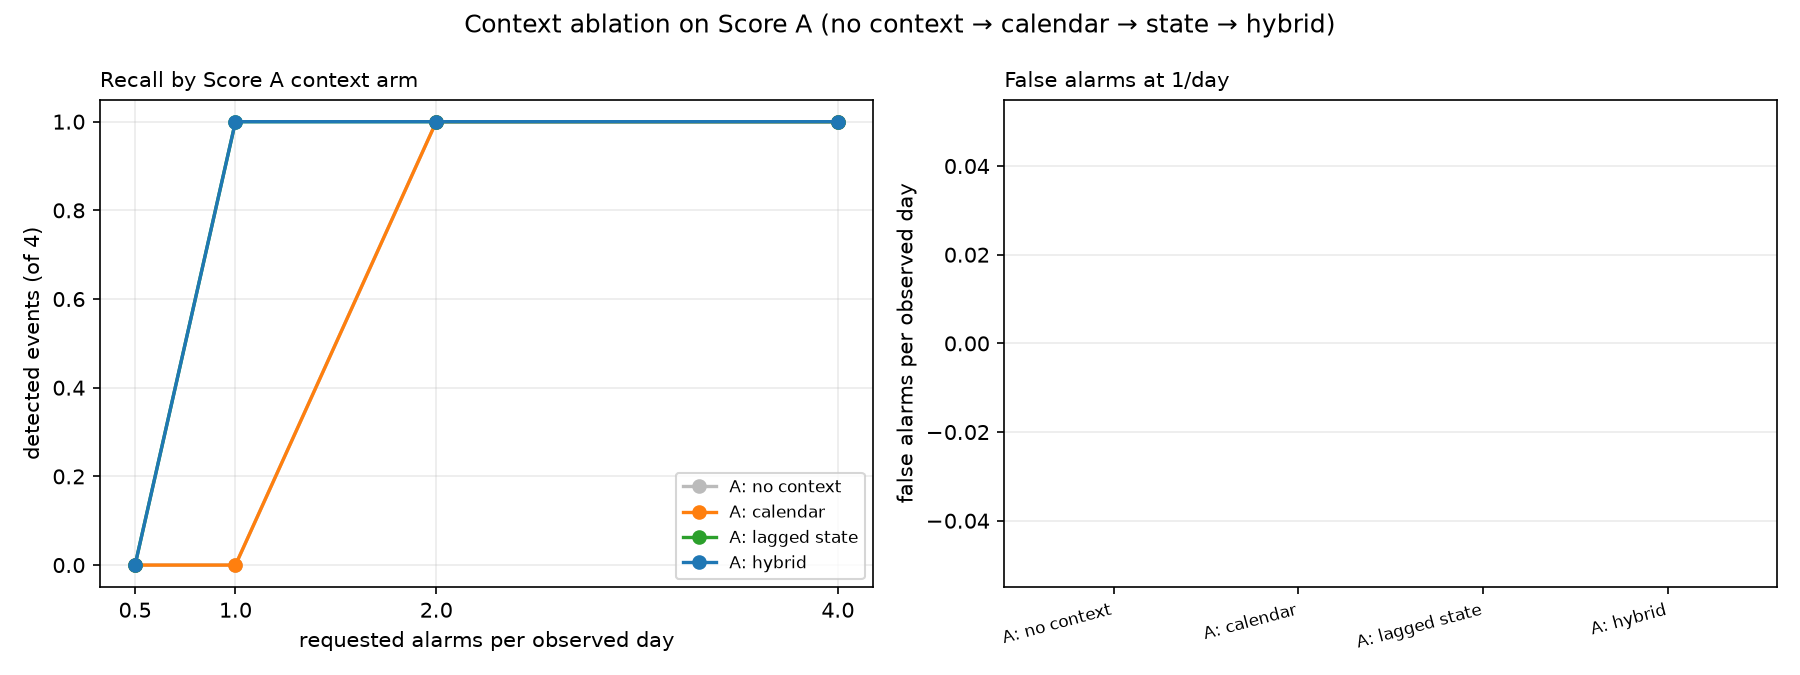 Context ablation on Score A (no context → calendar → state → hybrid)
Recall by Score A context arm
detected events (of 4)
1.0
0.8
0.6
0.4
0.2
0.0
0.5 1.0 2.0 4.0
requested alarms per observed day
A: no context
A: calendar
A: lagged state
A: hybrid
False alarms at 1/day
false alarms per observed day
0.04
0.02
0.00
−0.02
−0.04
A: no context
A: calendar
A: lagged state
A: hybrid